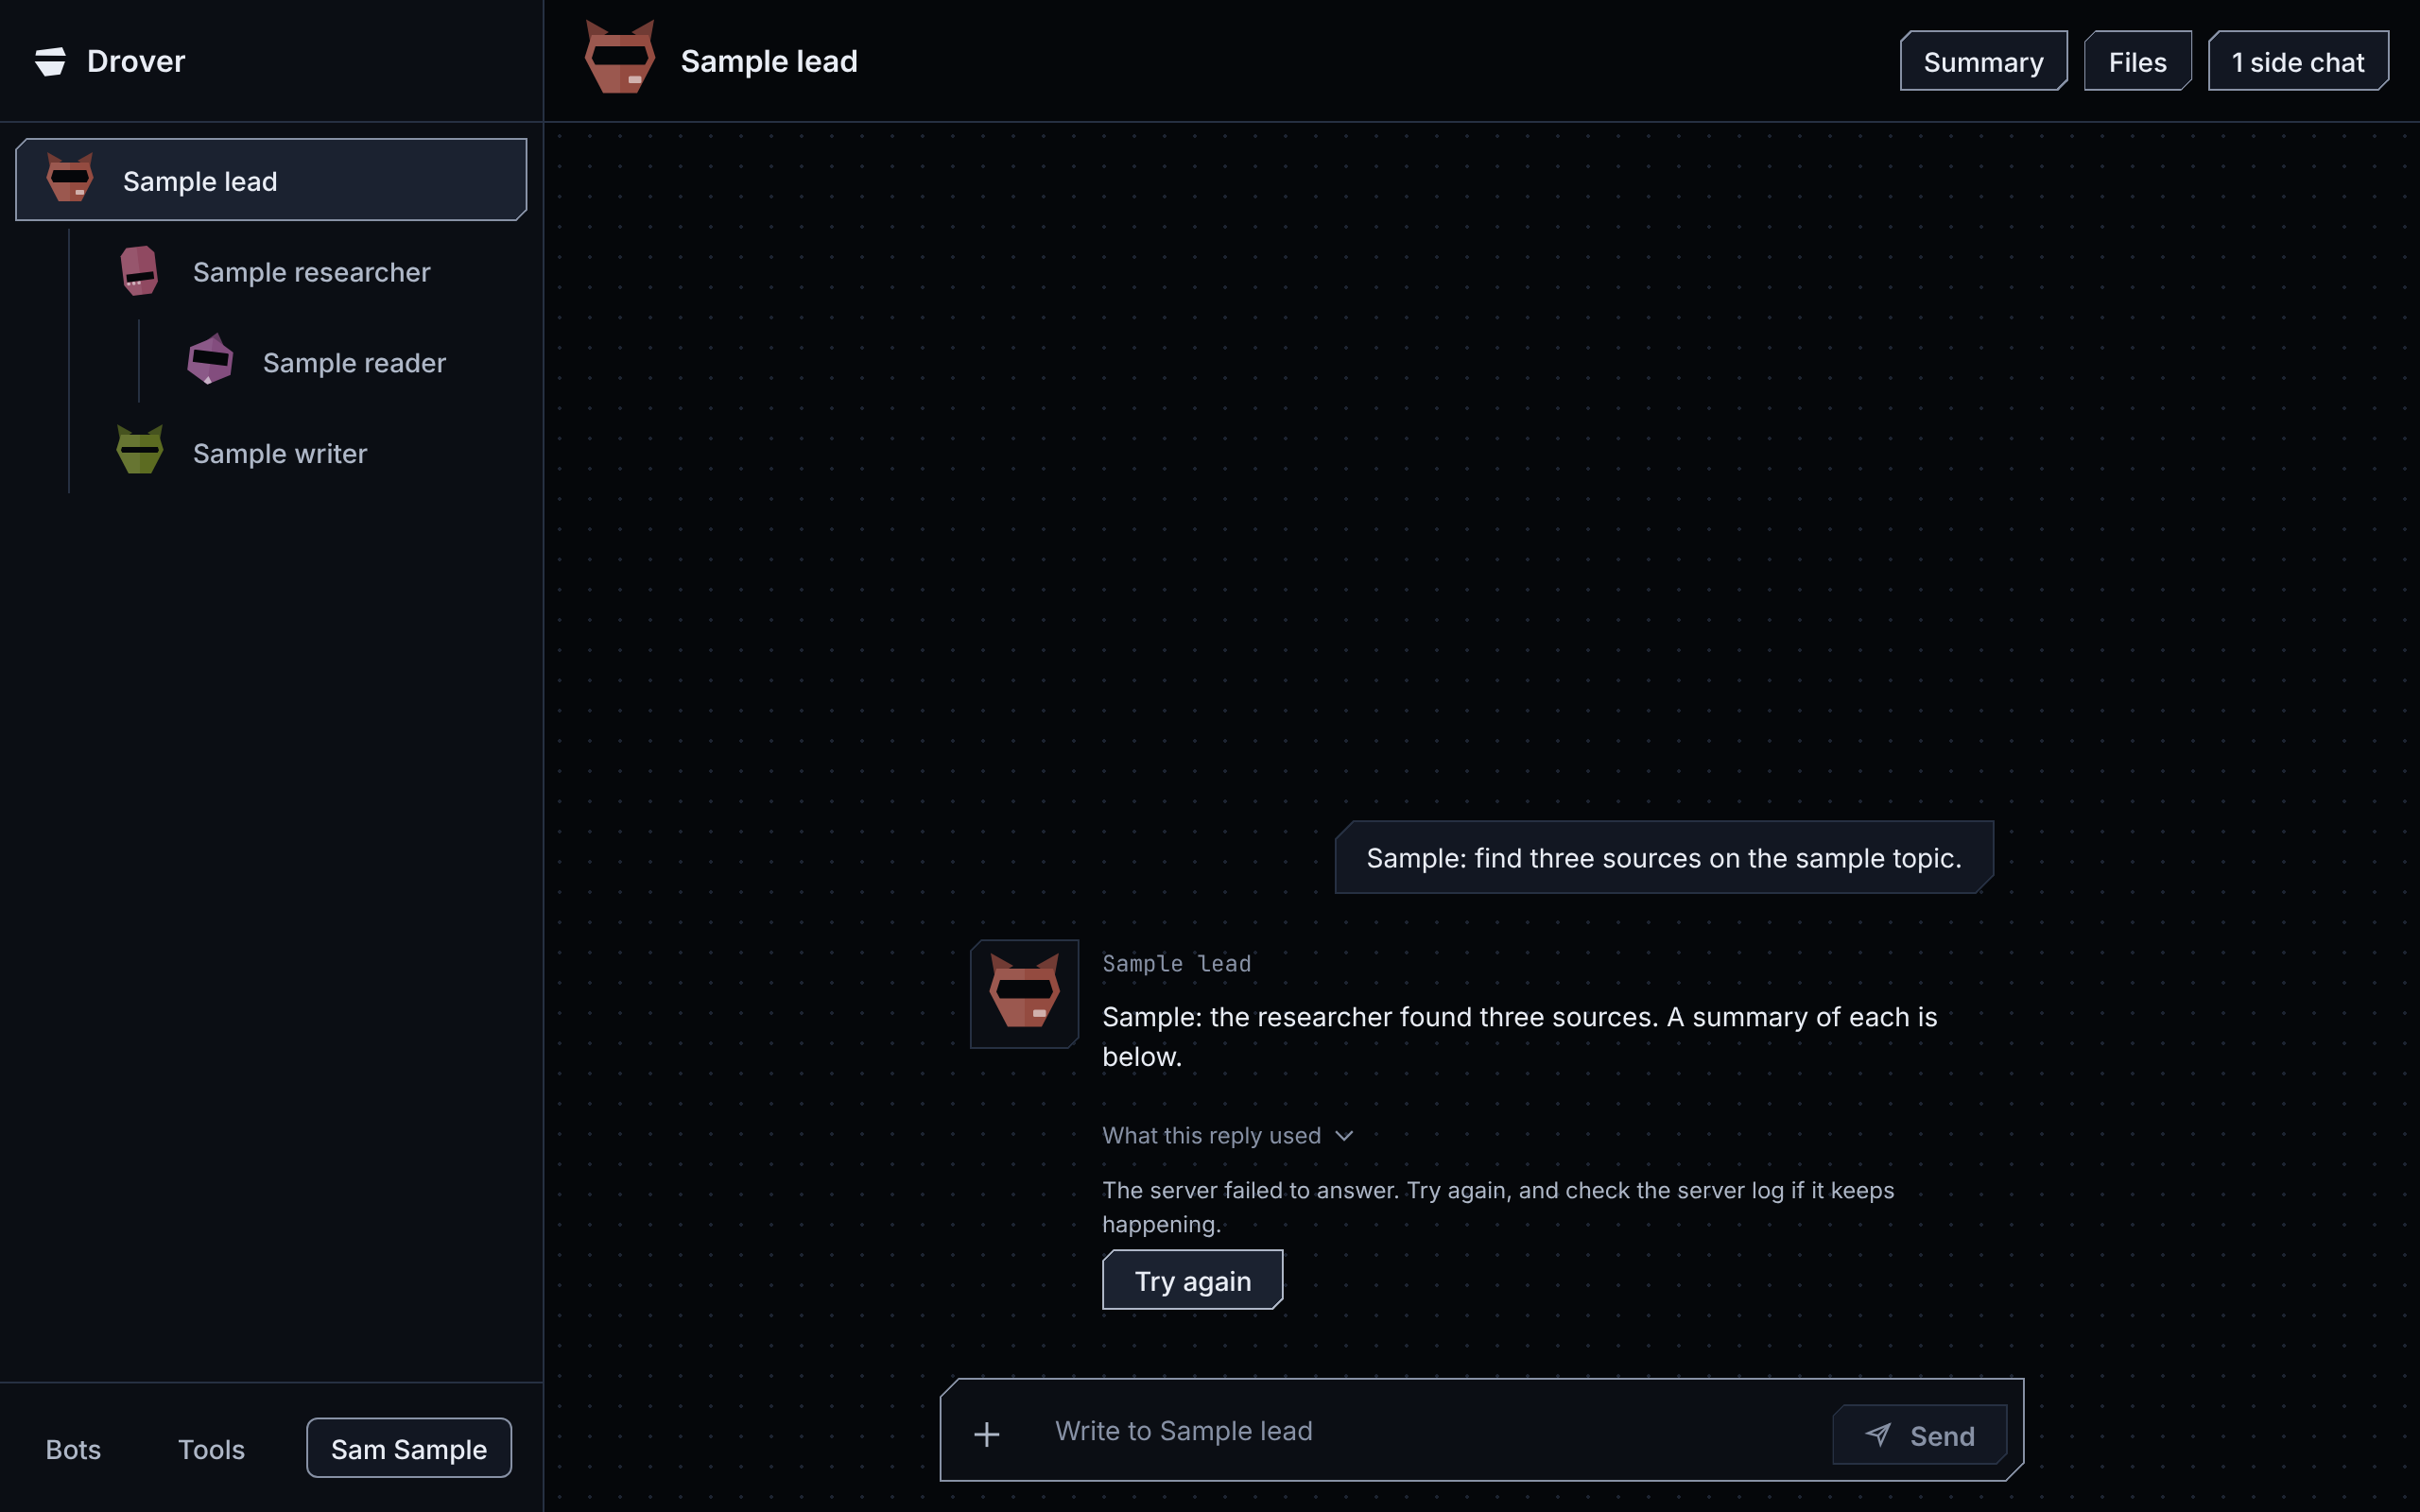 Drover
Sample lead
Sample researcher
Sample reader
Sample writer
Bots
Tools
Sam Sample
Sample lead
Summary
Files
1 side chat
Sample: find three sources on the sample topic.
Sample lead
Sample: the researcher found three sources. A summary of each is
below.
What this reply used
The server failed to answer. Try again, and check the server log if it keeps
happening.
Try again
Write to Sample lead
Send